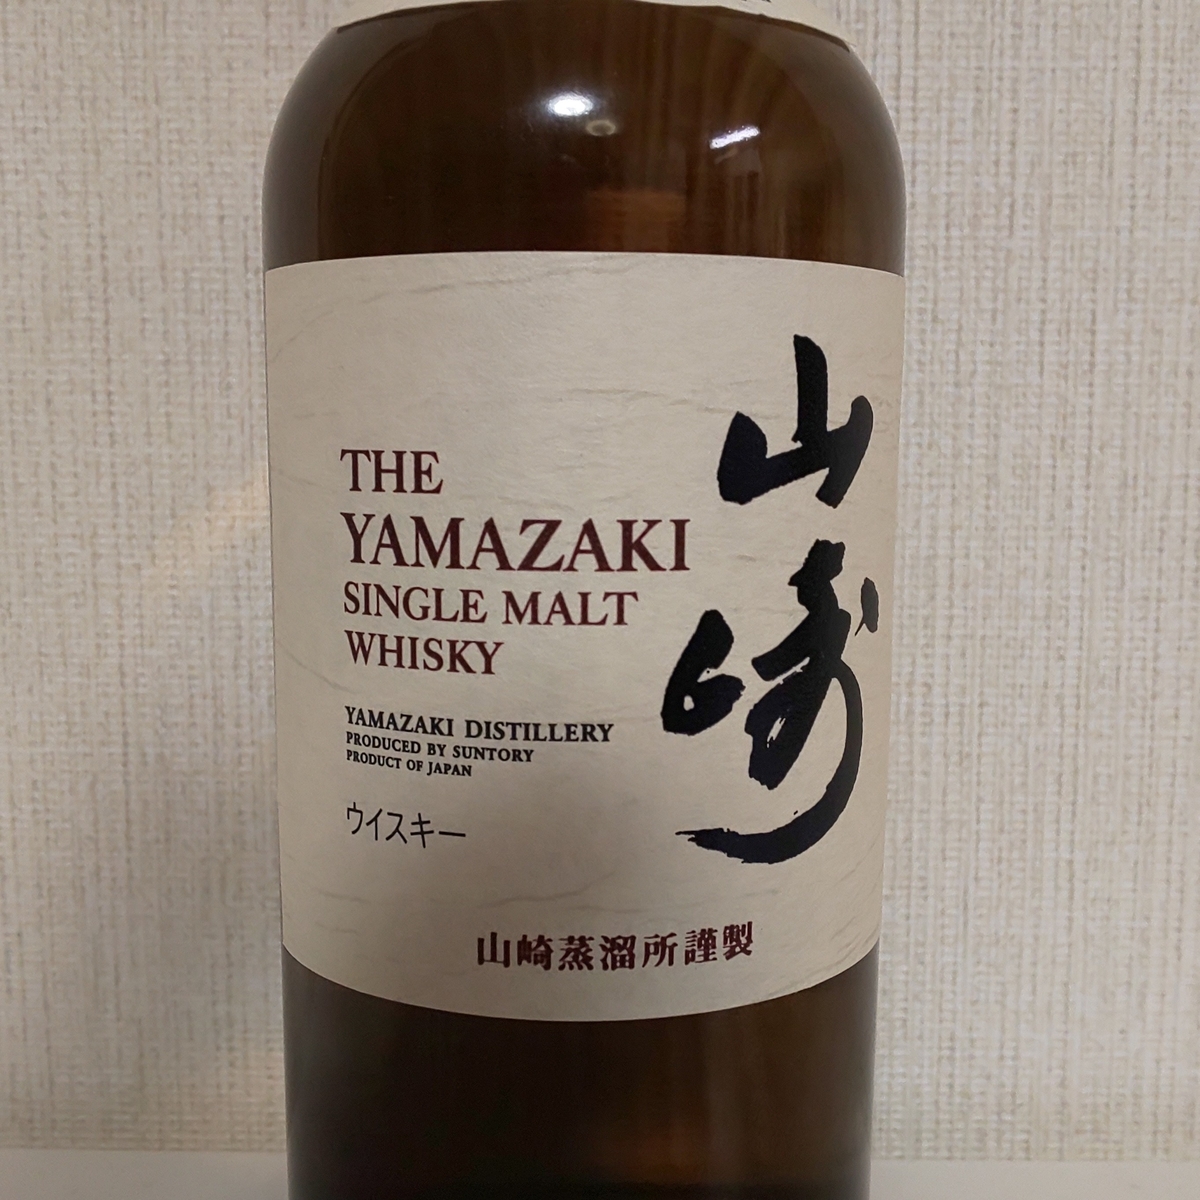 THE
YAMAZAKI
SINGLE MALT
WHISKY
YAMAZAKI DISTILLERY
PRODUCED BY SUNTORY
PRODUCT OF JAPAN
ウイスキー
山崎
山崎蒸溜所謹製